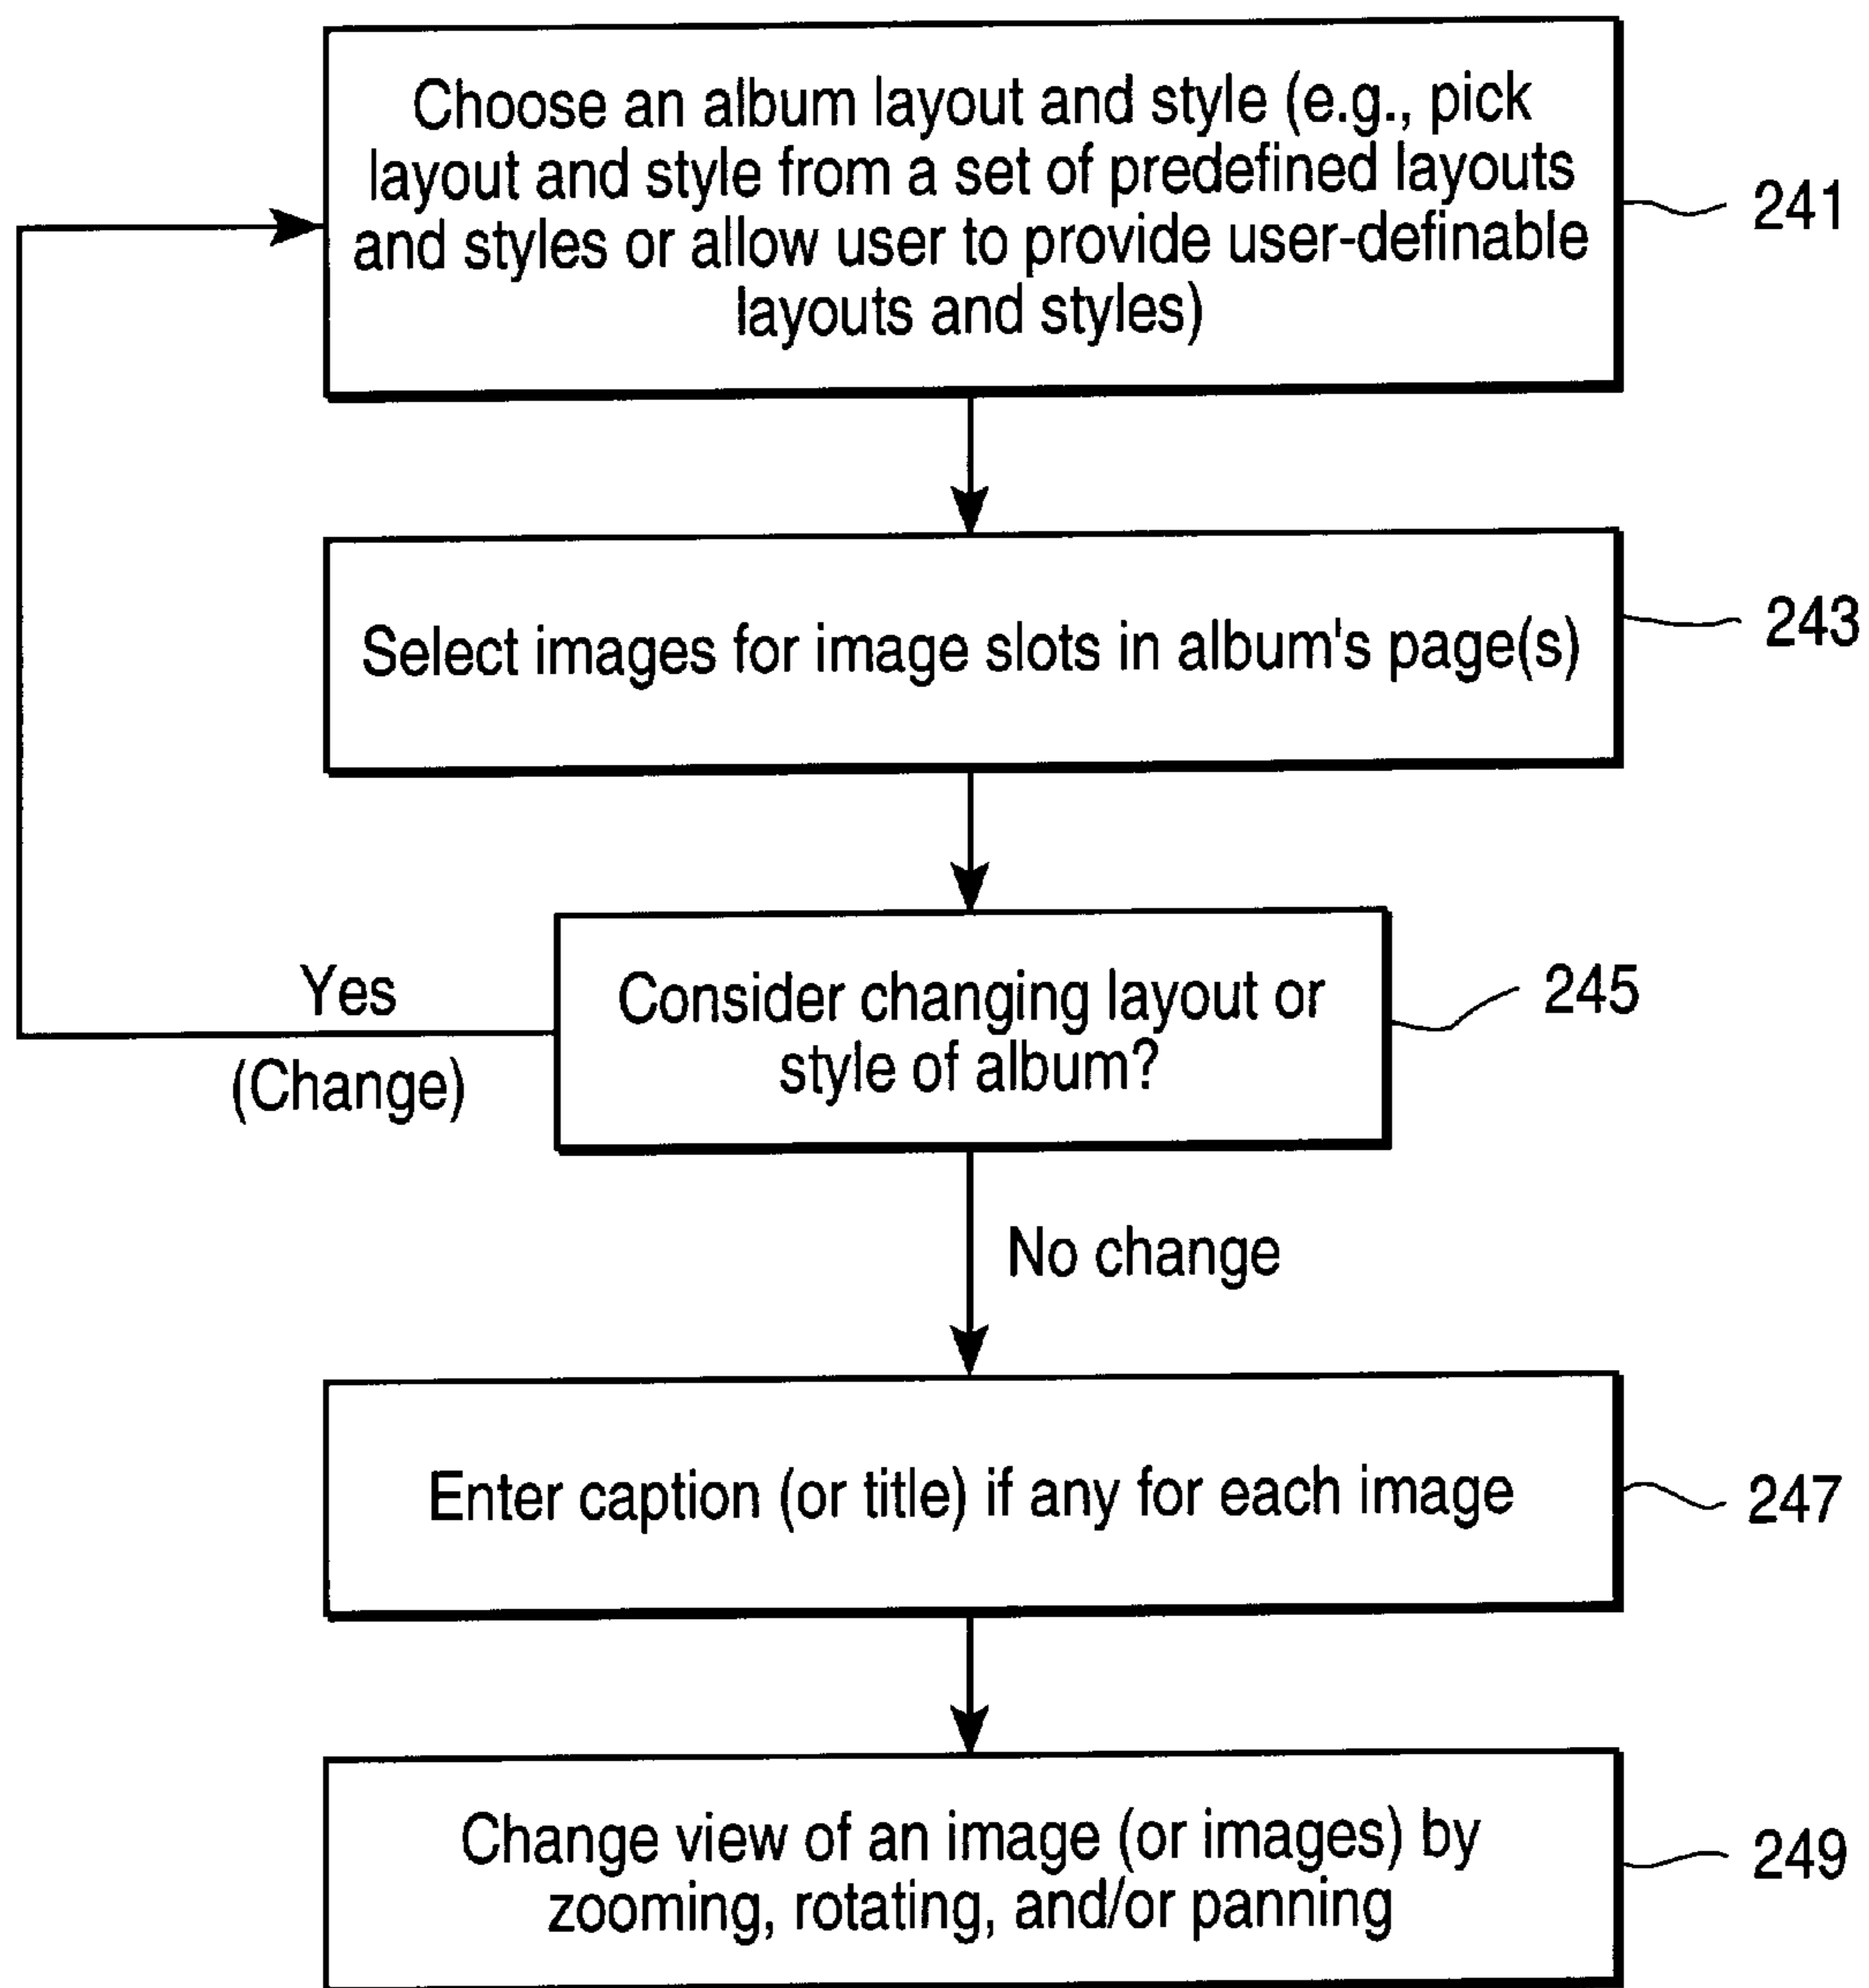 Choose an album layout and style (e.g., pick
layout and style from a set of predefined layouts
and styles or allow user to provide user-definable
layouts and styles)
241
Select images for image slots in album's page(s)
243
Consider changing layout or
style of album?
245
Yes
(Change)
No change
Enter caption (or title) if any for each image
247
Change view of an image (or images) by
zooming, rotating, and/or panning
249